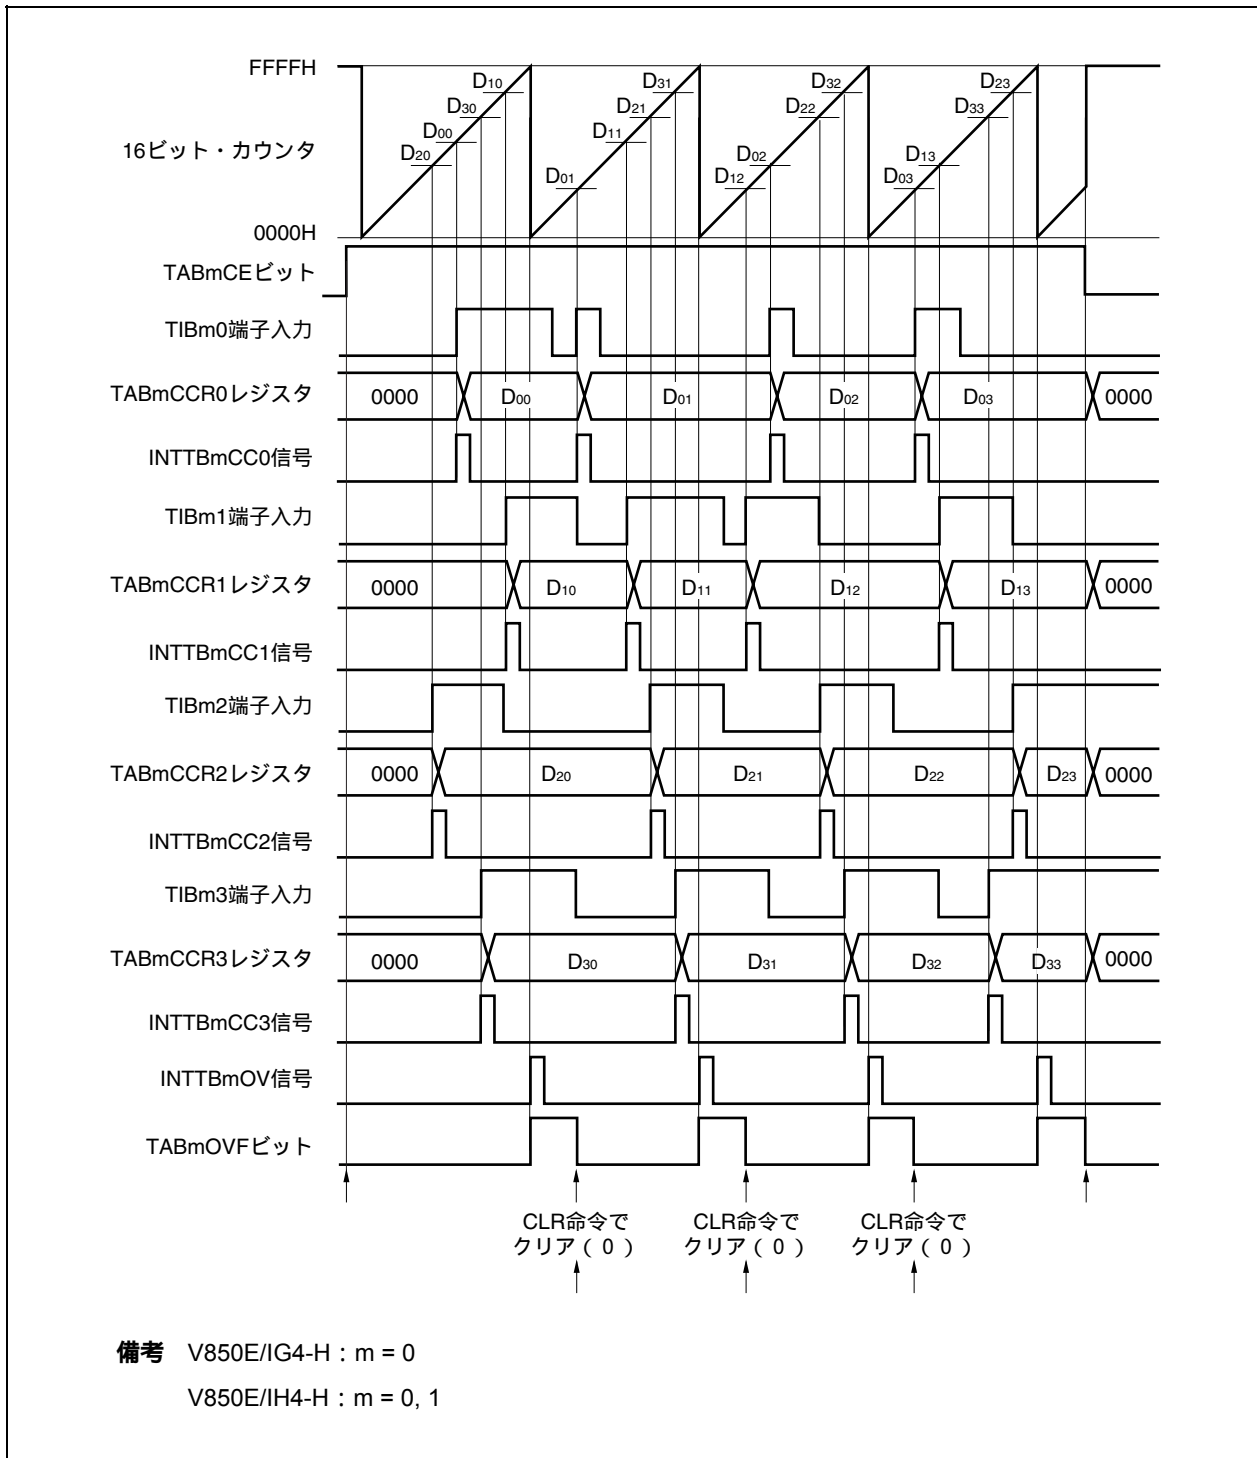 FFFFH
16ビット・カウンタ
0000H
D10
D30
D00
D20
D31
D21
D11
D01
D32
D22
D02
D12
D23
D33
D13
D03
TABmCEビット
TIBm0端子入力
TABmCCR0レジスタ
0000 D00 D01 D02 D03 0000
INTTBmCC0信号
TIBm1端子入力
TABmCCR1レジスタ
0000 D10 D11 D12 D13 0000
INTTBmCC1信号
TIBm2端子入力
TABmCCR2レジスタ
0000 D20 D21 D22 D23 0000
INTTBmCC2信号
TIBm3端子入力
TABmCCR3レジスタ
0000 D30 D31 D32 D33 0000
INTTBmCC3信号
INTTBmOV信号
TABmOVFビット
CLR命令で
クリア(0)
CLR命令で
クリア(0)
CLR命令で
クリア(0)
備考 V850E/IG4-H:m = 0
V850E/IH4-H:m = 0, 1